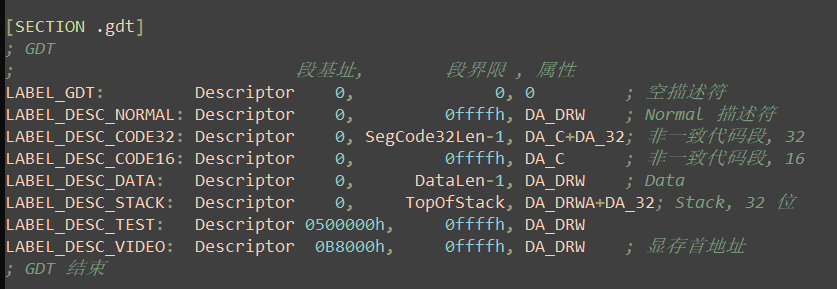 [SECTION .gdt]
; GDT
; 段基址, 段界限 , 属性
LABEL_GDT: Descriptor 0, 0, 0 ; 空描述符
LABEL_DESC_NORMAL: Descriptor 0, 0ffffh, DA_DRW ; Normal 描述符
LABEL_DESC_CODE32: Descriptor 0, SegCode32Len-1, DA_C+DA_32; 非一致代码段, 32
LABEL_DESC_CODE16: Descriptor 0, 0ffffh, DA_C ; 非一致代码段, 16
LABEL_DESC_DATA: Descriptor 0, DataLen-1, DA_DRW ; Data
LABEL_DESC_STACK: Descriptor 0, TopOfStack, DA_DRWA+DA_32; Stack, 32 位
LABEL_DESC_TEST: Descriptor 0500000h, 0ffffh, DA_DRW
LABEL_DESC_VIDEO: Descriptor 0B8000h, 0ffffh, DA_DRW ; 显存首地址
; GDT 结束